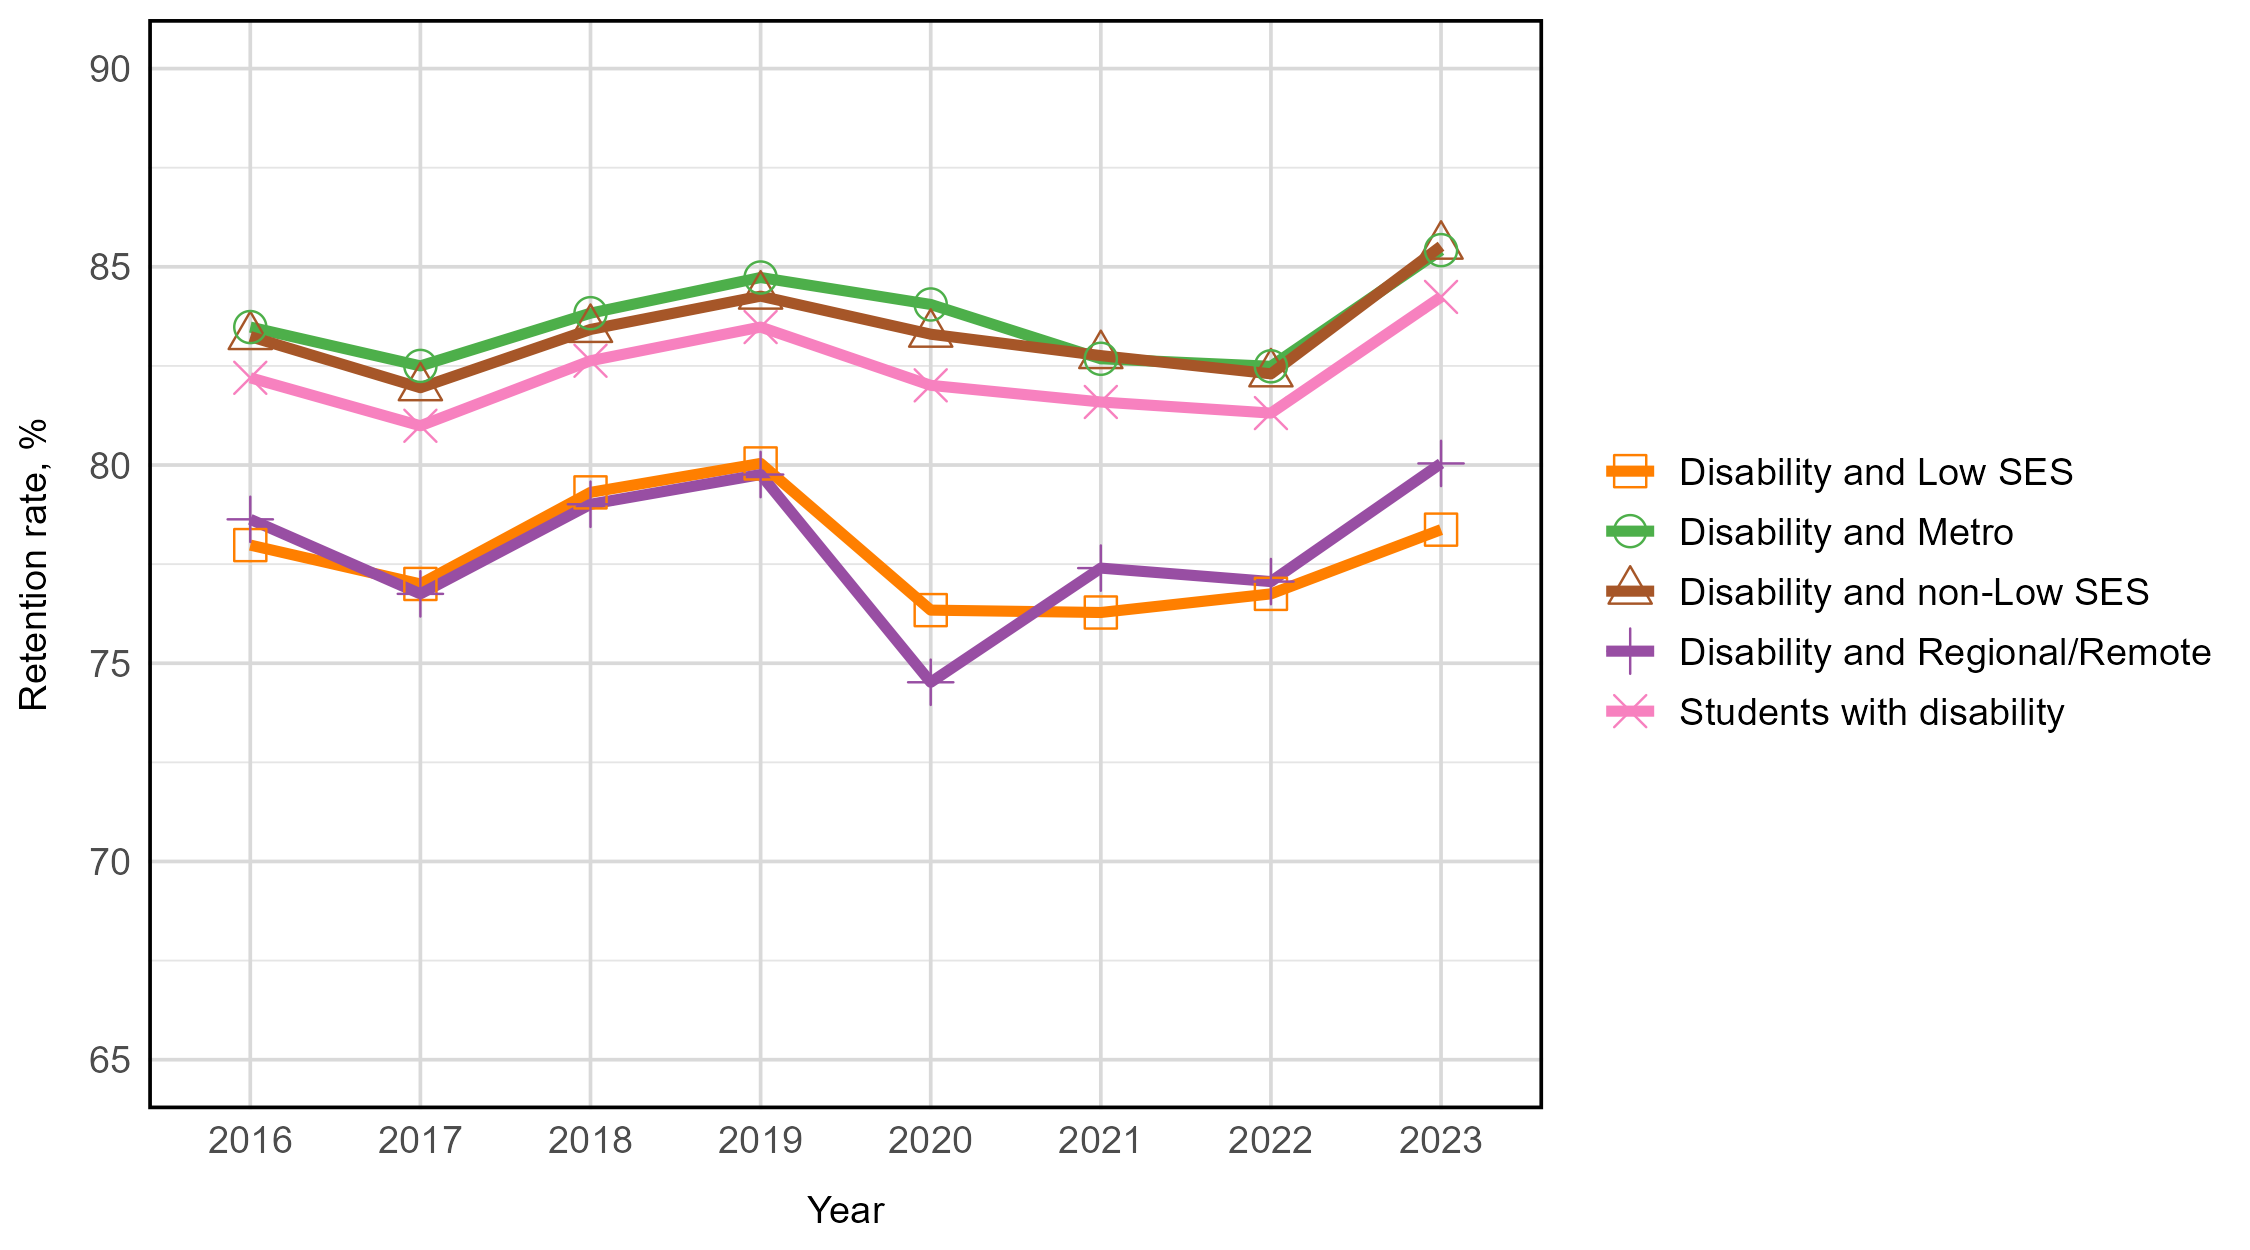 90
85
80
75
70
65
Retention rate, %
2016 2017 2018 2019 2020 2021 2022 2023
Year
Disability and Low SES
Disability and Metro
Disability and non-Low SES
Disability and Regional/Remote
Students with disability